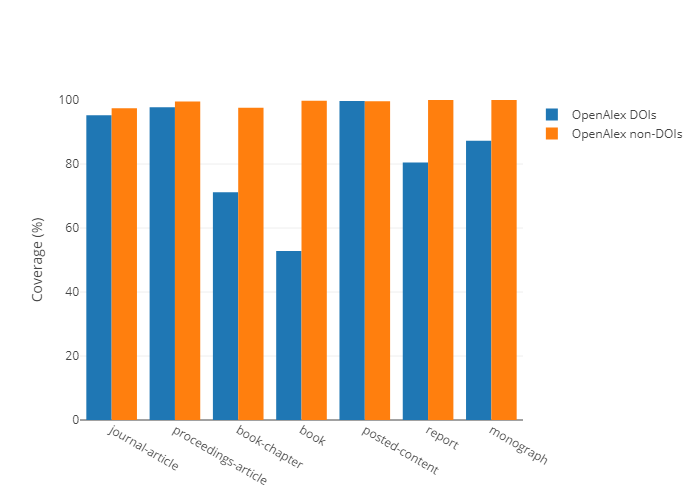 100
80
60
40
20
0
Coverage (%)
journal-article
proceedings-article
book-chapter
book
posted-content
report
monograph
OpenAlex DOIs
OpenAlex non-DOIs